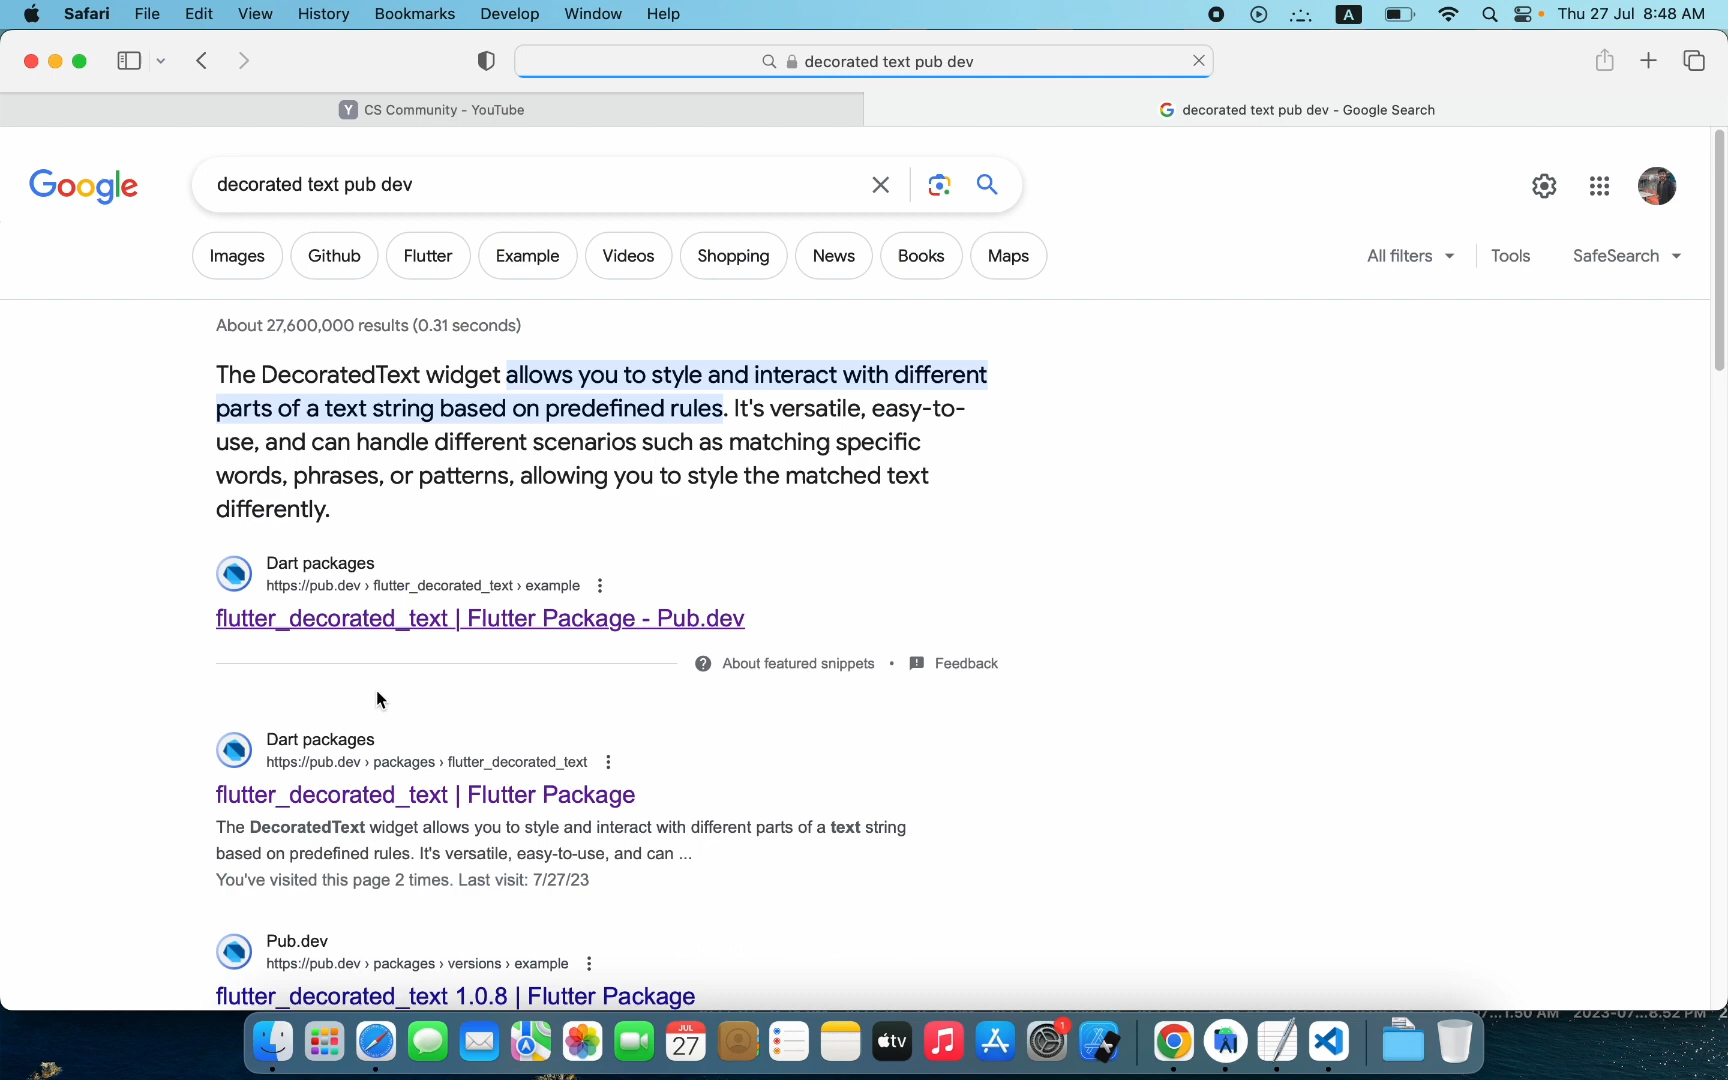 Safari File Edit View History Bookmarks Develop Window Help A Thu 27 Jul 8:48 AM
decorated text pub dev
Y CS Community - YouTube
decorated text pub dev - Google Search
Google
decorated text pub dev
Images Github Flutter Example Videos Shopping News Books Maps All filters Tools SafeSearch
About 27,600,000 results (0.31 seconds)
The DecoratedText widget allows you to style and interact with different
parts of a text string based on predefined rules. It's versatile, easy-to-
use, and can handle different scenarios such as matching specific
words, phrases, or patterns, allowing you to style the matched text
differently.
Dart packages
https://pub.dev › flutter_decorated_text › example
flutter_decorated_text | Flutter Package - Pub.dev
About featured snippets • Feedback
Dart packages
https://pub.dev › packages › flutter_decorated_text
flutter_decorated_text | Flutter Package
The DecoratedText widget allows you to style and interact with different parts of a text string
based on predefined rules. It's versatile, easy-to-use, and can ...
You've visited this page 2 times. Last visit: 7/27/23
Pub.dev
https://pub.dev › packages › versions › example
flutter_decorated_text 1.0.8 | Flutter Package
JUL
27
tv
1